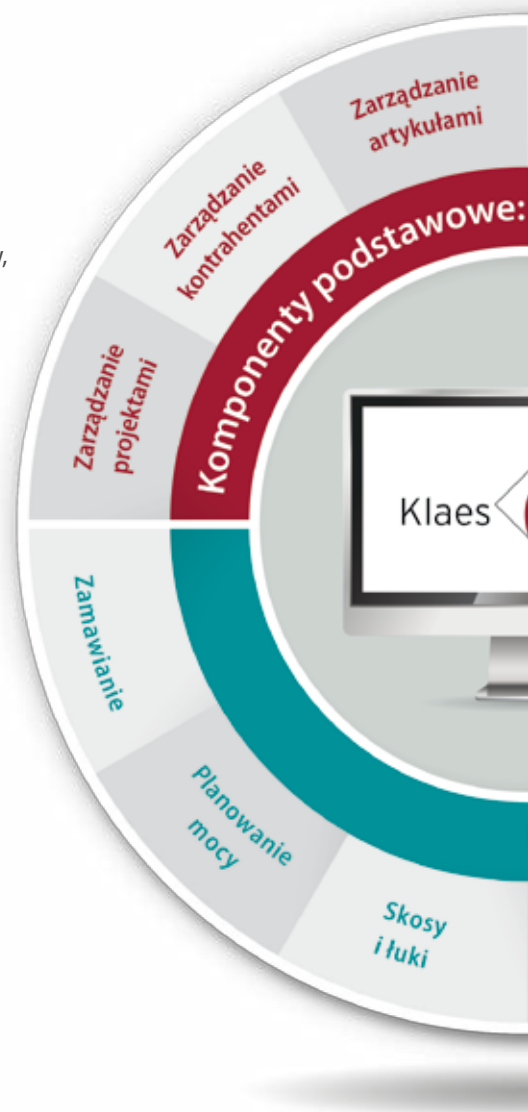 Zarządzanie
artykułami
Zarządzanie
kontrahentami
Zarządzanie
projektami
Komponenty podstawowe:
Klaes
Zamawianie
Planowanie
mocy
Skosy
i łuki